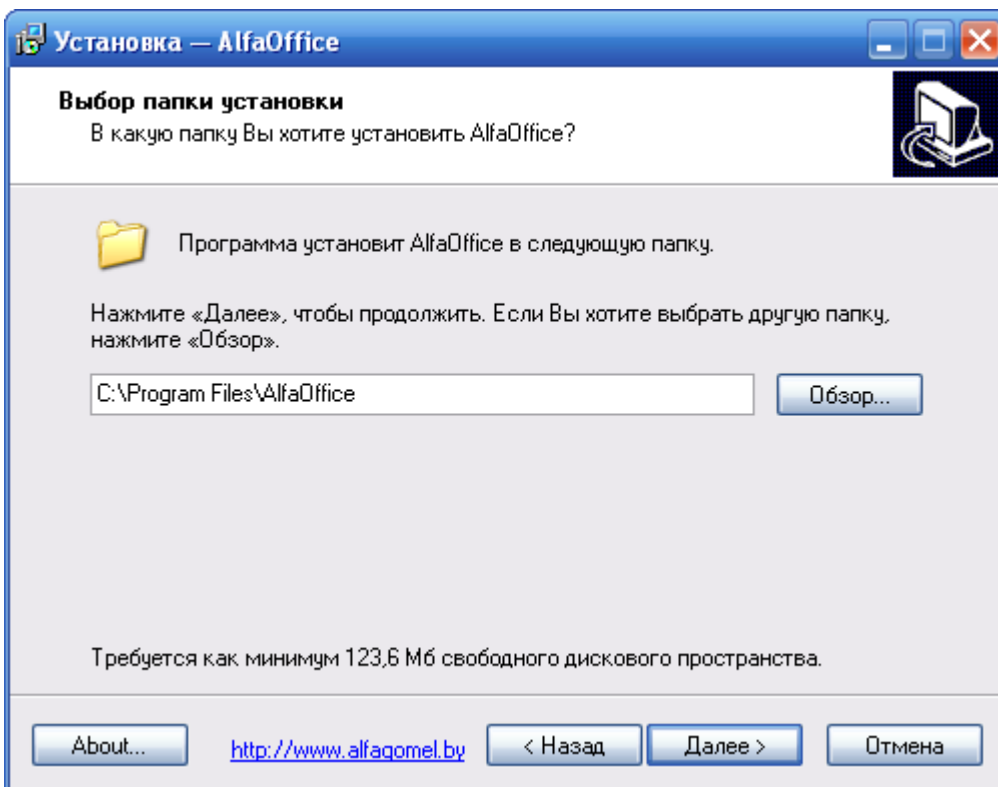 Установка — AlfaOffice
Выбор папки установки
В какую папку Вы хотите установить AlfaOffice?
Программа установит AlfaOffice в следующую папку.
Нажмите «Далее», чтобы продолжить. Если Вы хотите выбрать другую папку,
нажмите «Обзор».
C:\Program Files\AlfaOffice
Обзор...
Требуется как минимум 123,6 Мб свободного дискового пространства.
About...
http://www.alfagomel.by
< Назад
Далее >
Отмена